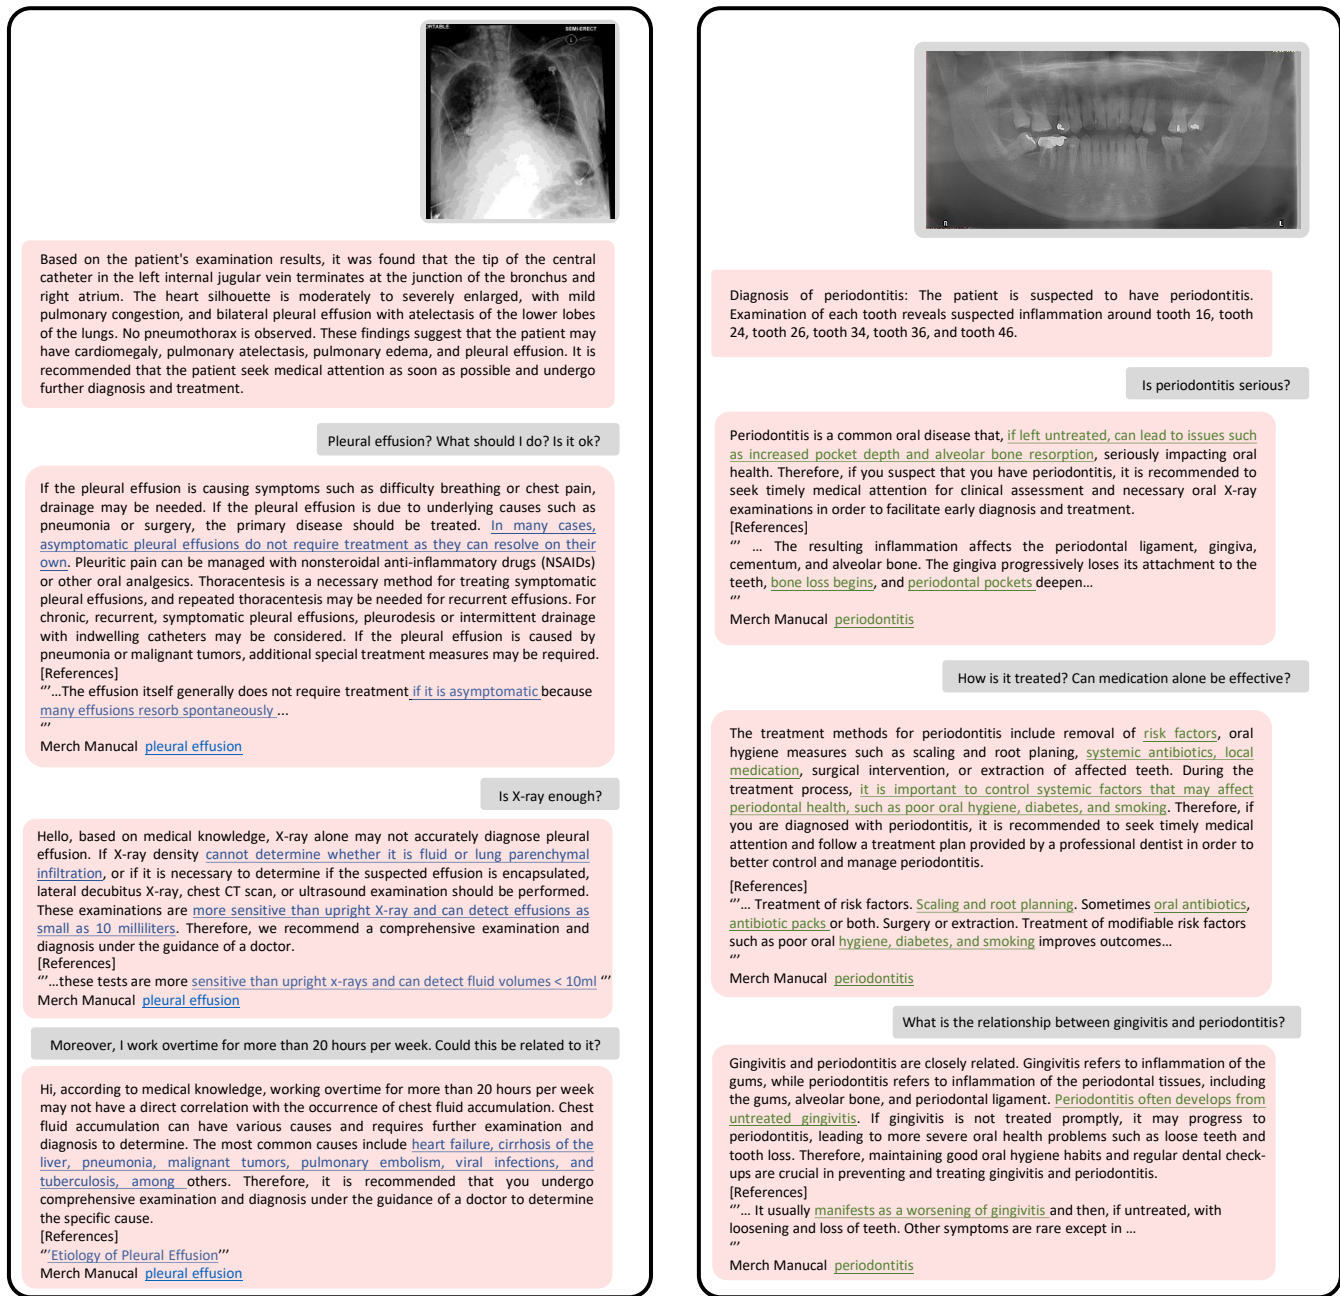 PRTABLE
SEMI-ERECT
L
Based on the patient's examination results, it was found that the tip of the central
catheter in the left internal jugular vein terminates at the junction of the bronchus and
right atrium. The heart silhouette is moderately to severely enlarged, with mild
pulmonary congestion, and bilateral pleural effusion with atelectasis of the lower lobes
of the lungs. No pneumothorax is observed. These findings suggest that the patient may
have cardiomegaly, pulmonary atelectasis, pulmonary edema, and pleural effusion. It is
recommended that the patient seek medical attention as soon as possible and undergo
further diagnosis and treatment.
Pleural effusion? What should I do? Is it ok?
If the pleural effusion is causing symptoms such as difficulty breathing or chest pain,
drainage may be needed. If the pleural effusion is due to underlying causes such as
pneumonia or surgery, the primary disease should be treated. In many cases,
asymptomatic pleural effusions do not require treatment as they can resolve on their
own. Pleuritic pain can be managed with nonsteroidal anti-inflammatory drugs (NSAIDs)
or other oral analgesics. Thoracentesis is a necessary method for treating symptomatic
pleural effusions, and repeated thoracentesis may be needed for recurrent effusions. For
chronic, recurrent, symptomatic pleural effusions, pleurodesis or intermittent drainage
with indwelling catheters may be considered. If the pleural effusion is caused by
pneumonia or malignant tumors, additional special treatment measures may be required.
[References]
‘’’…The effusion itself generally does not require treatment if it is asymptomatic because
many effusions resorb spontaneously ...
‘’’
Merch Manucal pleural effusion
Is X-ray enough?
Hello, based on medical knowledge, X-ray alone may not accurately diagnose pleural
effusion. If X-ray density cannot determine whether it is fluid or lung parenchymal
infiltration, or if it is necessary to determine if the suspected effusion is encapsulated,
lateral decubitus X-ray, chest CT scan, or ultrasound examination should be performed.
These examinations are more sensitive than upright X-ray and can detect effusions as
small as 10 milliliters. Therefore, we recommend a comprehensive examination and
diagnosis under the guidance of a doctor.
[References]
‘’’…these tests are more sensitive than upright x-rays and can detect fluid volumes < 10ml ‘’’
Merch Manucal pleural effusion
Moreover, I work overtime for more than 20 hours per week. Could this be related to it?
Hi, according to medical knowledge, working overtime for more than 20 hours per week
may not have a direct correlation with the occurrence of chest fluid accumulation. Chest
fluid accumulation can have various causes and requires further examination and
diagnosis to determine. The most common causes include heart failure, cirrhosis of the
liver, pneumonia, malignant tumors, pulmonary embolism, viral infections, and
tuberculosis, among others. Therefore, it is recommended that you undergo
comprehensive examination and diagnosis under the guidance of a doctor to determine
the specific cause.
[References]
‘’’Etiology of Pleural Effusion’’’
Merch Manucal pleural effusion
R
L
Diagnosis of periodontitis: The patient is suspected to have periodontitis.
Examination of each tooth reveals suspected inflammation around tooth 16, tooth
24, tooth 26, tooth 34, tooth 36, and tooth 46.
Is periodontitis serious?
Periodontitis is a common oral disease that, if left untreated, can lead to issues such
as increased pocket depth and alveolar bone resorption, seriously impacting oral
health. Therefore, if you suspect that you have periodontitis, it is recommended to
seek timely medical attention for clinical assessment and necessary oral X-ray
examinations in order to facilitate early diagnosis and treatment.
[References]
‘’’ … The resulting inflammation affects the periodontal ligament, gingiva,
cementum, and alveolar bone. The gingiva progressively loses its attachment to the
teeth, bone loss begins, and periodontal pockets deepen…
‘’’
Merch Manucal periodontitis
How is it treated? Can medication alone be effective?
The treatment methods for periodontitis include removal of risk factors, oral
hygiene measures such as scaling and root planing, systemic antibiotics, local
medication, surgical intervention, or extraction of affected teeth. During the
treatment process, it is important to control systemic factors that may affect
periodontal health, such as poor oral hygiene, diabetes, and smoking. Therefore, if
you are diagnosed with periodontitis, it is recommended to seek timely medical
attention and follow a treatment plan provided by a professional dentist in order to
better control and manage periodontitis.
[References]
‘’’… Treatment of risk factors. Scaling and root planning. Sometimes oral antibiotics,
antibiotic packs or both. Surgery or extraction. Treatment of modifiable risk factors
such as poor oral hygiene, diabetes, and smoking improves outcomes…
‘’’
Merch Manucal periodontitis
What is the relationship between gingivitis and periodontitis?
Gingivitis and periodontitis are closely related. Gingivitis refers to inflammation of the
gums, while periodontitis refers to inflammation of the periodontal tissues, including
the gums, alveolar bone, and periodontal ligament. Periodontitis often develops from
untreated gingivitis. If gingivitis is not treated promptly, it may progress to
periodontitis, leading to more severe oral health problems such as loose teeth and
tooth loss. Therefore, maintaining good oral hygiene habits and regular dental check-
ups are crucial in preventing and treating gingivitis and periodontitis.
[References]
‘’’… It usually manifests as a worsening of gingivitis and then, if untreated, with
loosening and loss of teeth. Other symptoms are rare except in …
‘’’
Merch Manucal periodontitis